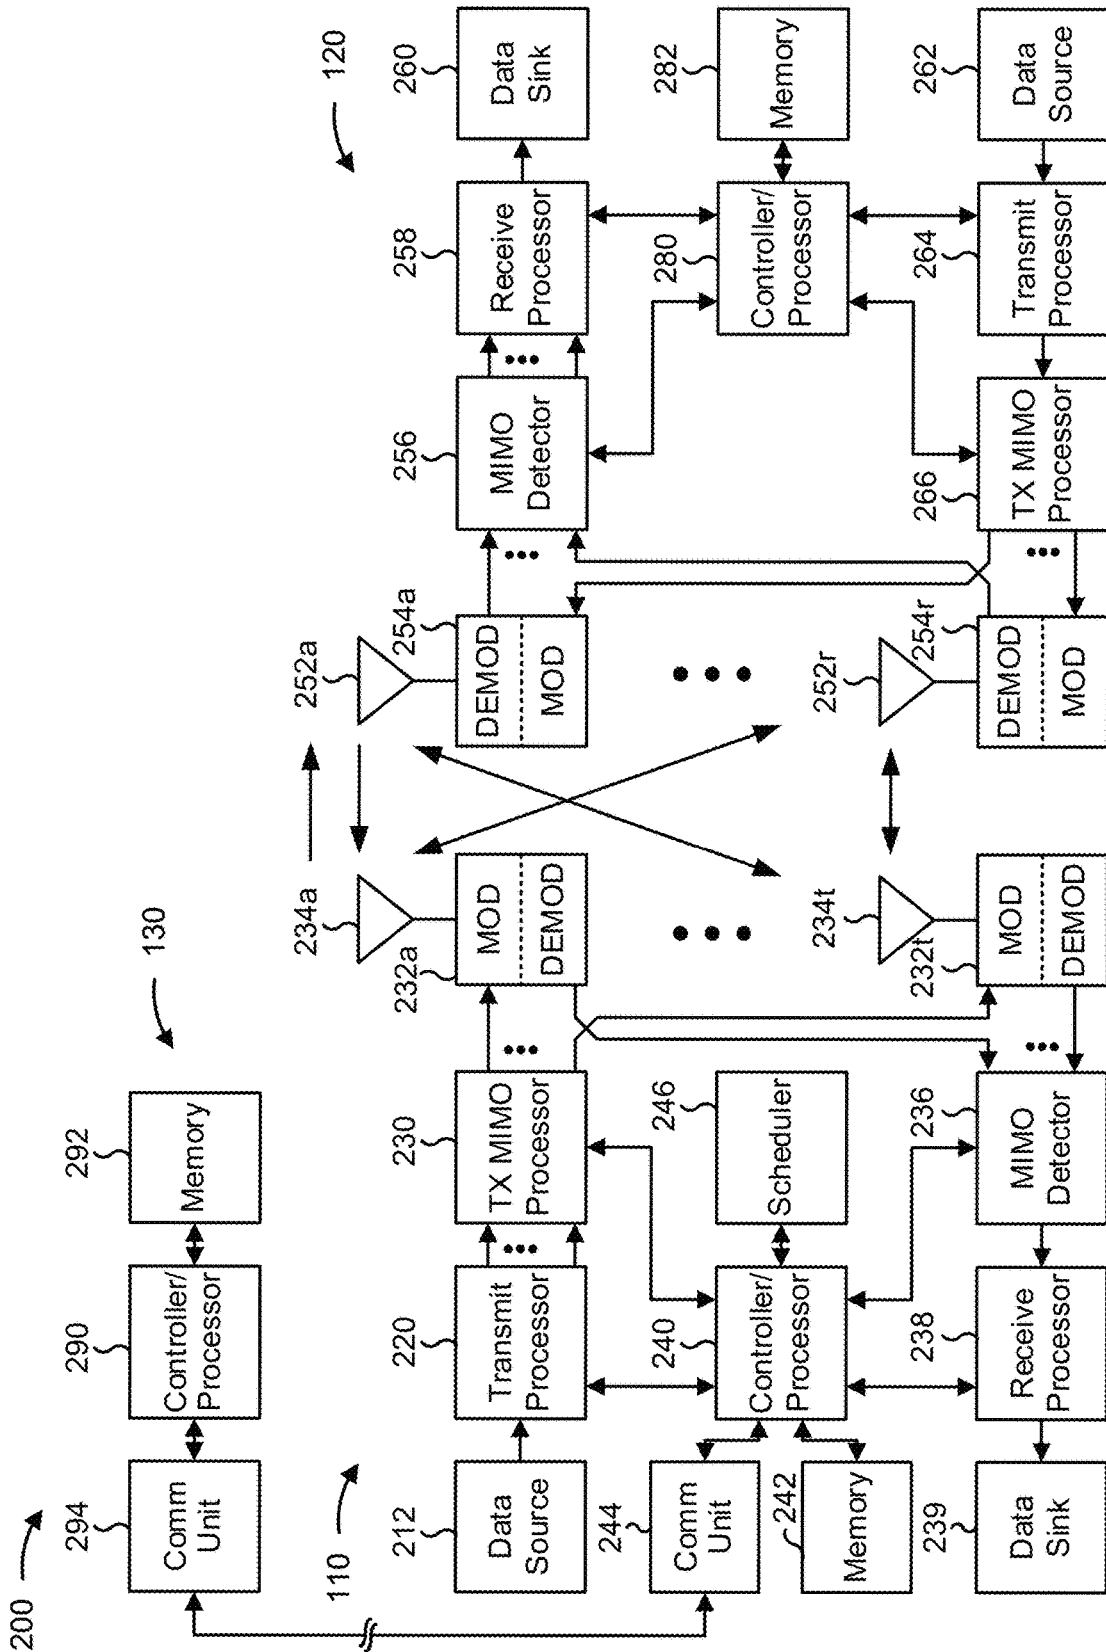 200
130
294
Comm
Unit
290
Controller/
Processor
292
Memory
110
120
212
Data
Source
220
Transmit
Processor
230
TX MIMO
Processor
232a
MOD
DEMOD
234a
252a
254a
DEMOD
MOD
256
MIMO
Detector
258
Receive
Processor
260
Data
Sink
244
Comm
Unit
242
Memory
240
Controller/
Processor
246
Scheduler
280
Controller/
Processor
282
Memory
239
Data
Sink
238
Receive
Processor
236
MIMO
Detector
232t
MOD
DEMOD
234t
252r
254r
DEMOD
MOD
266
TX MIMO
Processor
264
Transmit
Processor
262
Data
Source